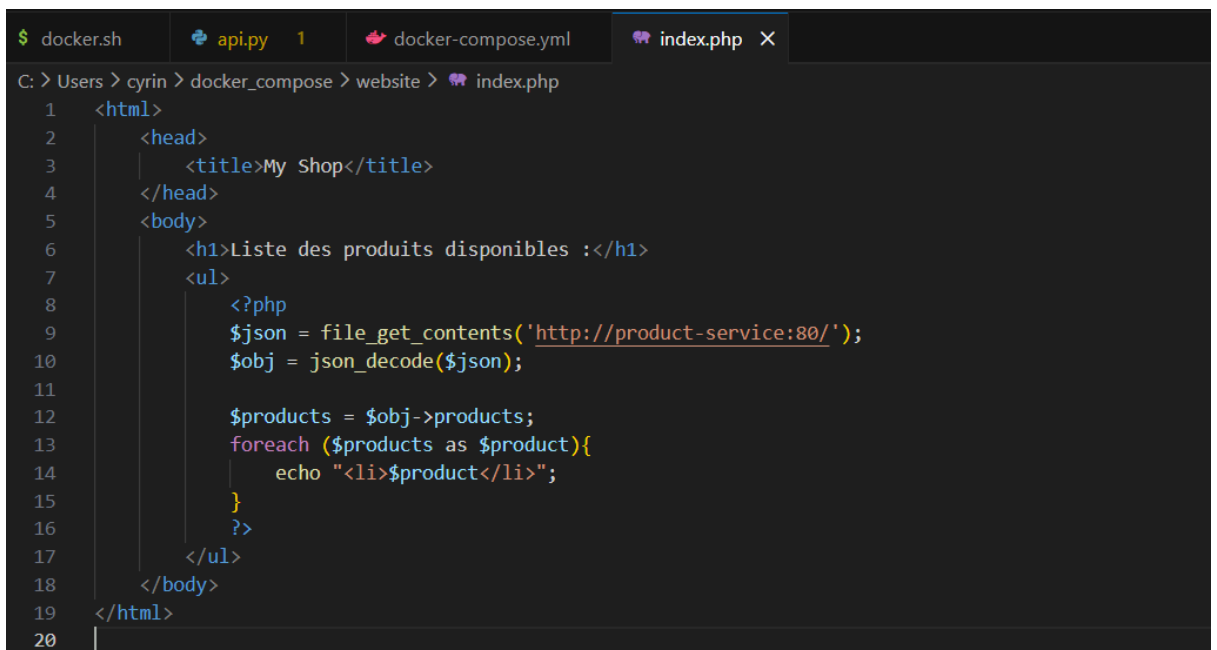 $ docker.sh api.py 1 docker-compose.yml index.php X
C: > Users > cyrin > docker_compose > website > index.php
1 <html>
2 <head>
3 <title>My Shop</title>
4 </head>
5 <body>
6 <h1>Liste des produits disponibles :</h1>
7 <ul>
8 <?php
9 $json = file_get_contents('http://product-service:80/');
10 $obj = json_decode($json);
11
12 $products = $obj->products;
13 foreach ($products as $product){
14 echo "<li>$product</li>";
15 }
16 ?>
17 </ul>
18 </body>
19 </html>
20